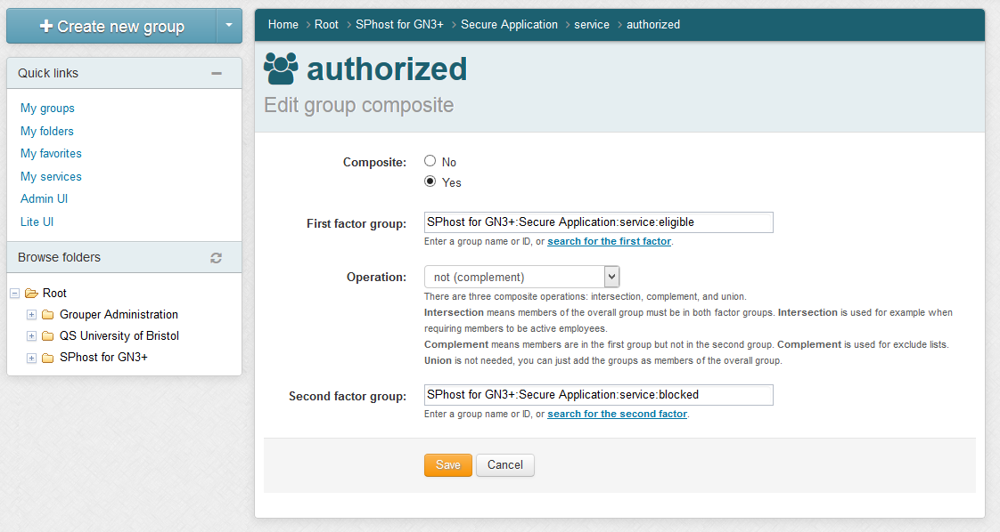 Create new group
Quick links
My groups
My folders
My favorites
My services
Admin UI
Lite UI
Browse folders
Root
Grouper Administration
QS University of Bristol
SPhost for GN3+
Home Root SPhost for GN3+ Secure Application service authorized
authorized
Edit group composite
Composite: No
Yes
First factor group: SPhost for GN3+:Secure Application:service:eligible
Enter a group name or ID, or search for the first factor.
Operation: not (complement)
There are three composite operations: intersection, complement, and union.
Intersection means members of the overall group must be in both factor groups. Intersection is used for example when
requiring members to be active employees.
Complement means members are in the first group but not in the second group. Complement is used for exclude lists.
Union is not needed, you can just add the groups as members of the overall group.
Second factor group: SPhost for GN3+:Secure Application:service:blocked
Enter a group name or ID, or search for the second factor.
Save Cancel